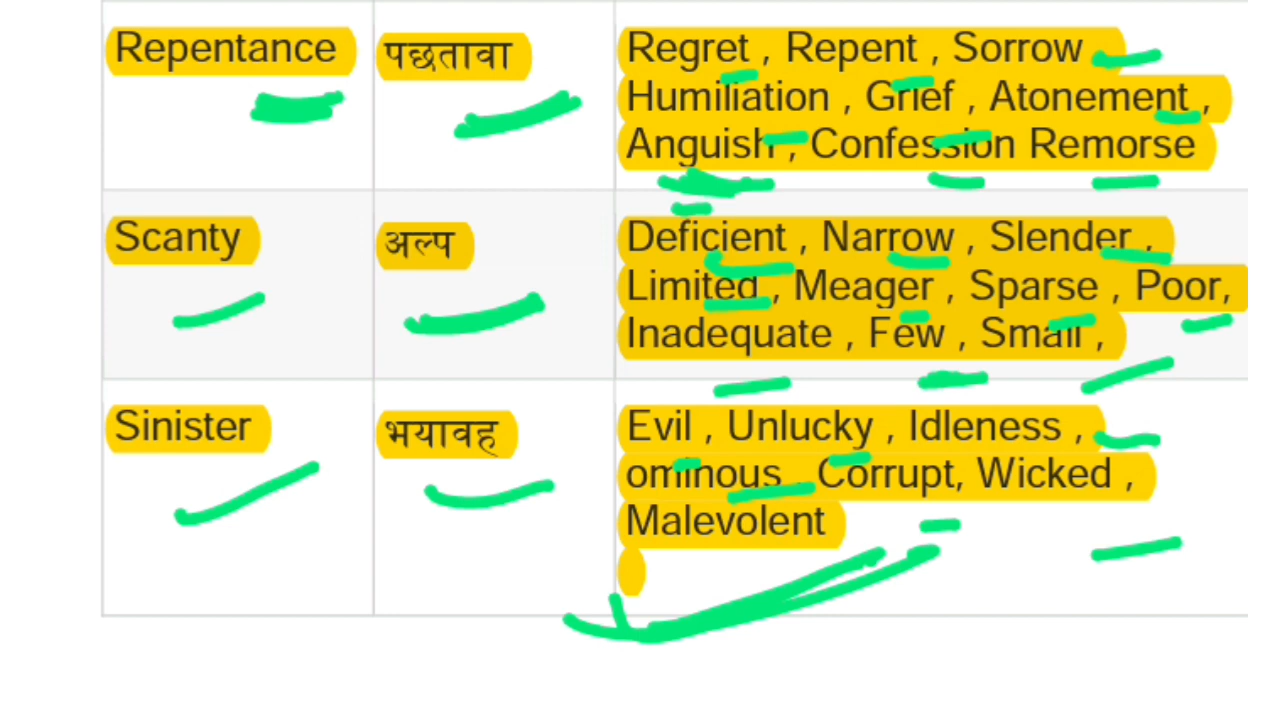 Repentance पछतावा Regret , Repent , Sorrow
Humiliation , Grief , Atonement ,
Anguish , Confession Remorse
Scanty अल्प Deficient , Narrow , Slender ,
Limited , Meager , Sparse , Poor,
Inadequate , Few , Small ,
Sinister भयावह Evil , Unlucky , Idleness ,
ominous , Corrupt, Wicked ,
Malevolent